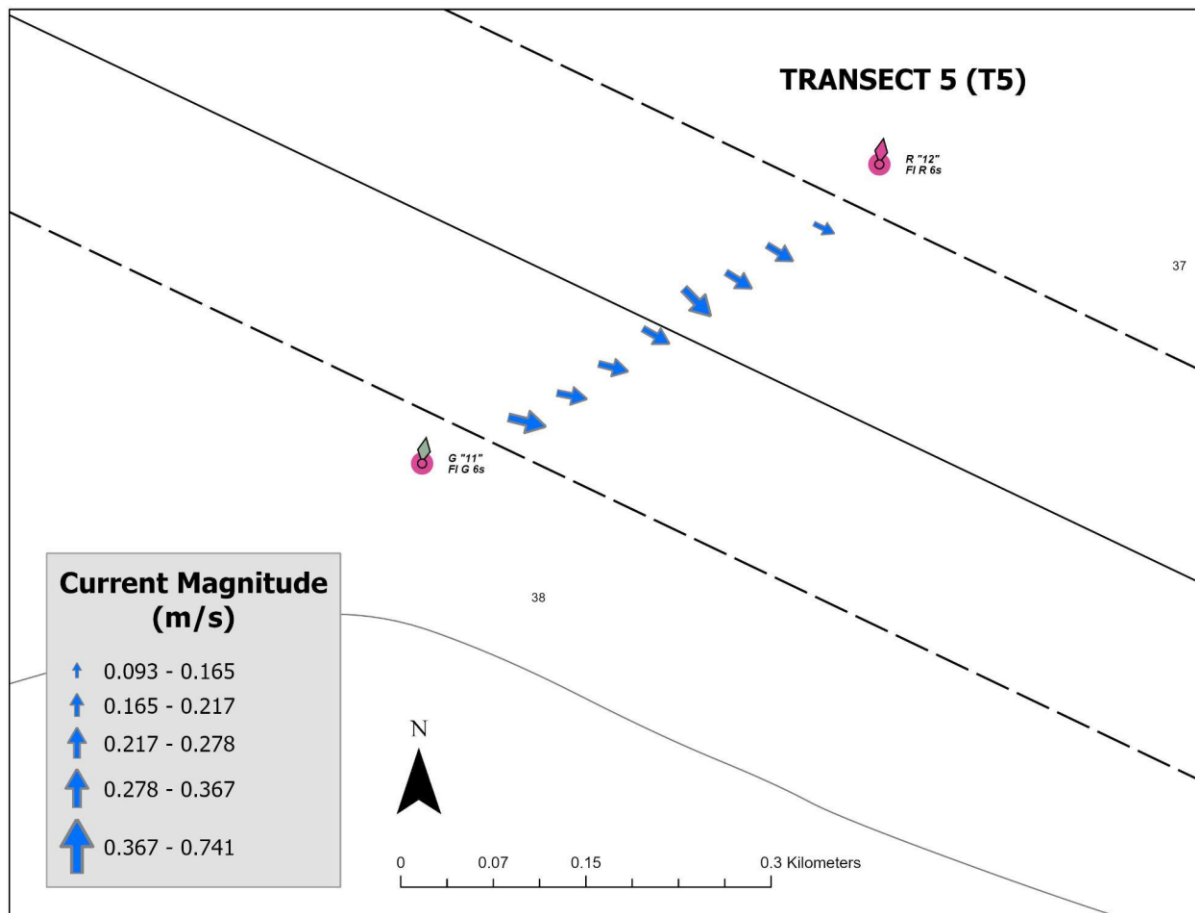 TRANSECT 5 (T5)
R "12"
Fl R 6s
37
G "11"
Fl G 6s
38
Current Magnitude
(m/s)
0.093 - 0.165
0.165 - 0.217
0.217 - 0.278
0.278 - 0.367
0.367 - 0.741
N
0 0.07 0.15 0.3 Kilometers